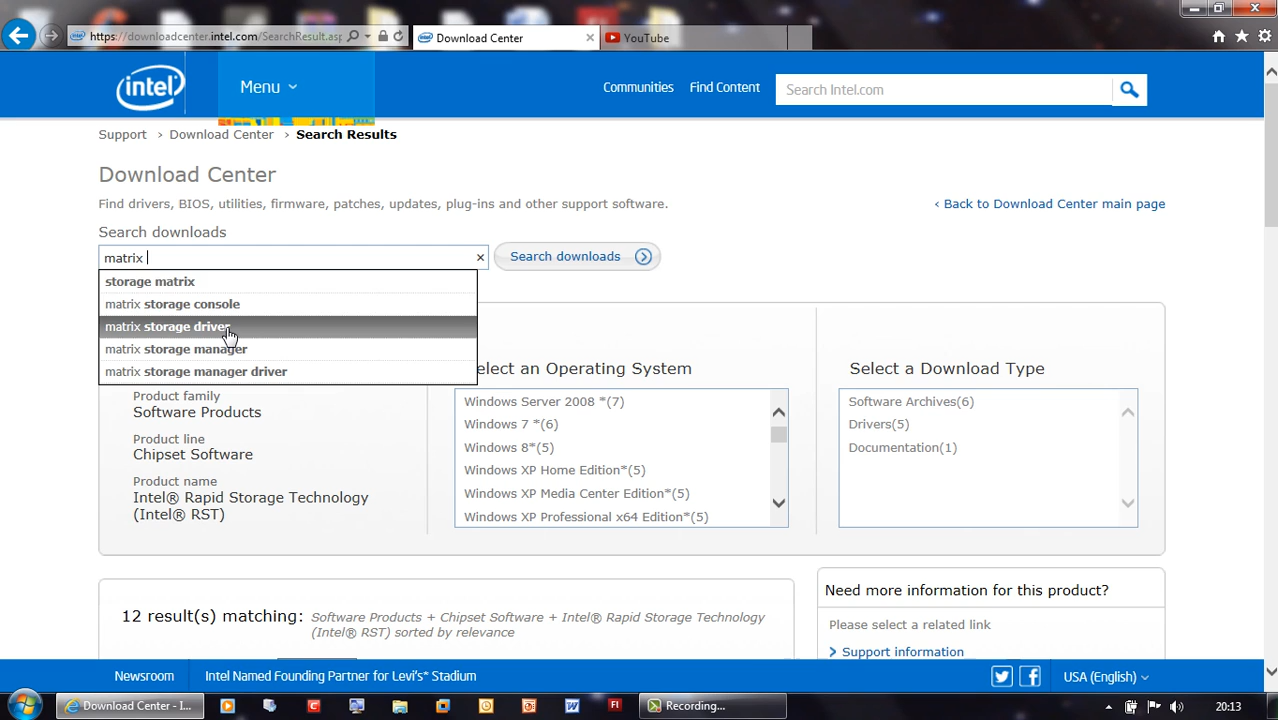 https://downloadcenter.intel.com/SearchResult.asp
Download Center
YouTube
intel
Menu
Communities
Find Content
Search Intel.com
Support › Download Center › Search Results
Download Center
Find drivers, BIOS, utilities, firmware, patches, updates, plug-ins and other support software.
‹ Back to Download Center main page
Search downloads
matrix
Search downloads
storage matrix
matrix storage console
matrix storage driver
matrix storage manager
matrix storage manager driver
elect an Operating System
Select a Download Type
Product family
Software Products
Product line
Chipset Software
Product name
Intel® Rapid Storage Technology
(Intel® RST)
Windows Server 2008 *(7)
Windows 7 *(6)
Windows 8*(5)
Windows XP Home Edition*(5)
Windows XP Media Center Edition*(5)
Windows XP Professional x64 Edition*(5)
Software Archives(6)
Drivers(5)
Documentation(1)
12 result(s) matching: Software Products + Chipset Software + Intel® Rapid Storage Technology
(Intel® RST) sorted by relevance
Need more information for this product?
Please select a related link
Support information
Newsroom
Intel Named Founding Partner for Levi's* Stadium
USA (English)
Download Center - I...
Recording...
20:13